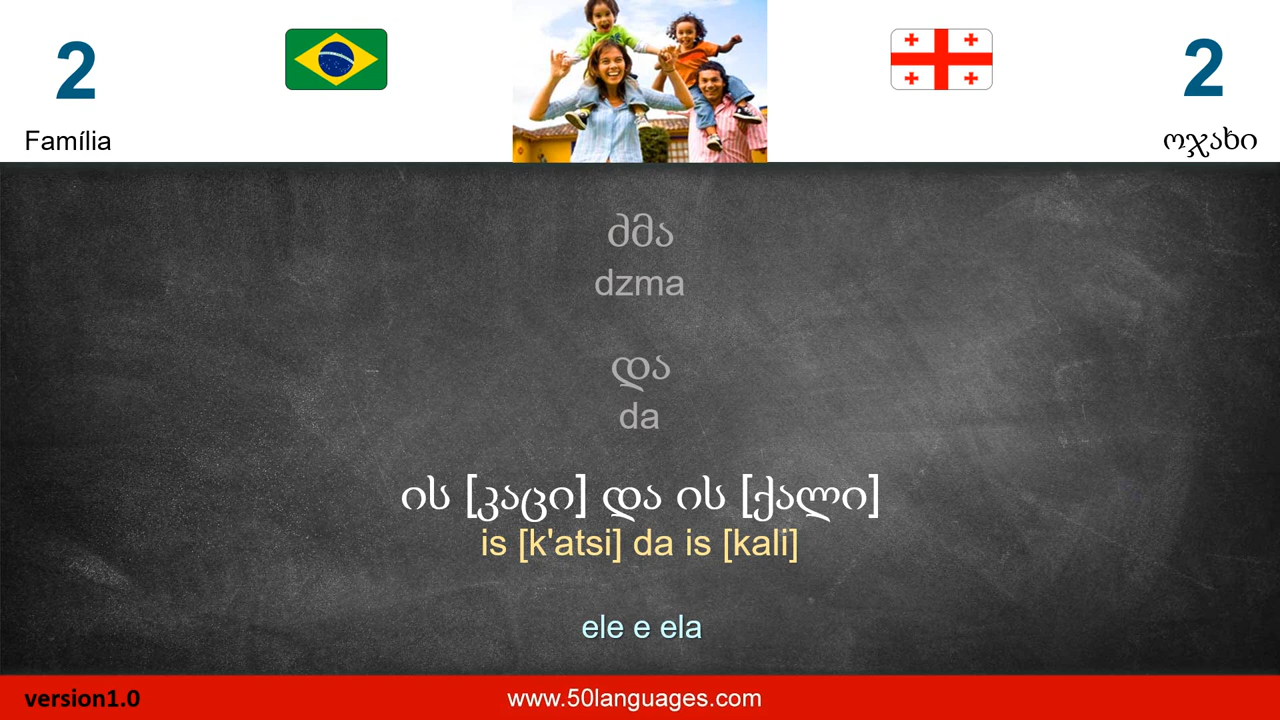 2
2
Família
ოჯახი
ძმა
dzma
და
da
ის [კაცი] და ის [ქალი]
is [k'atsi] da is [kali]
ele e ela
version1.0
www.50languages.com